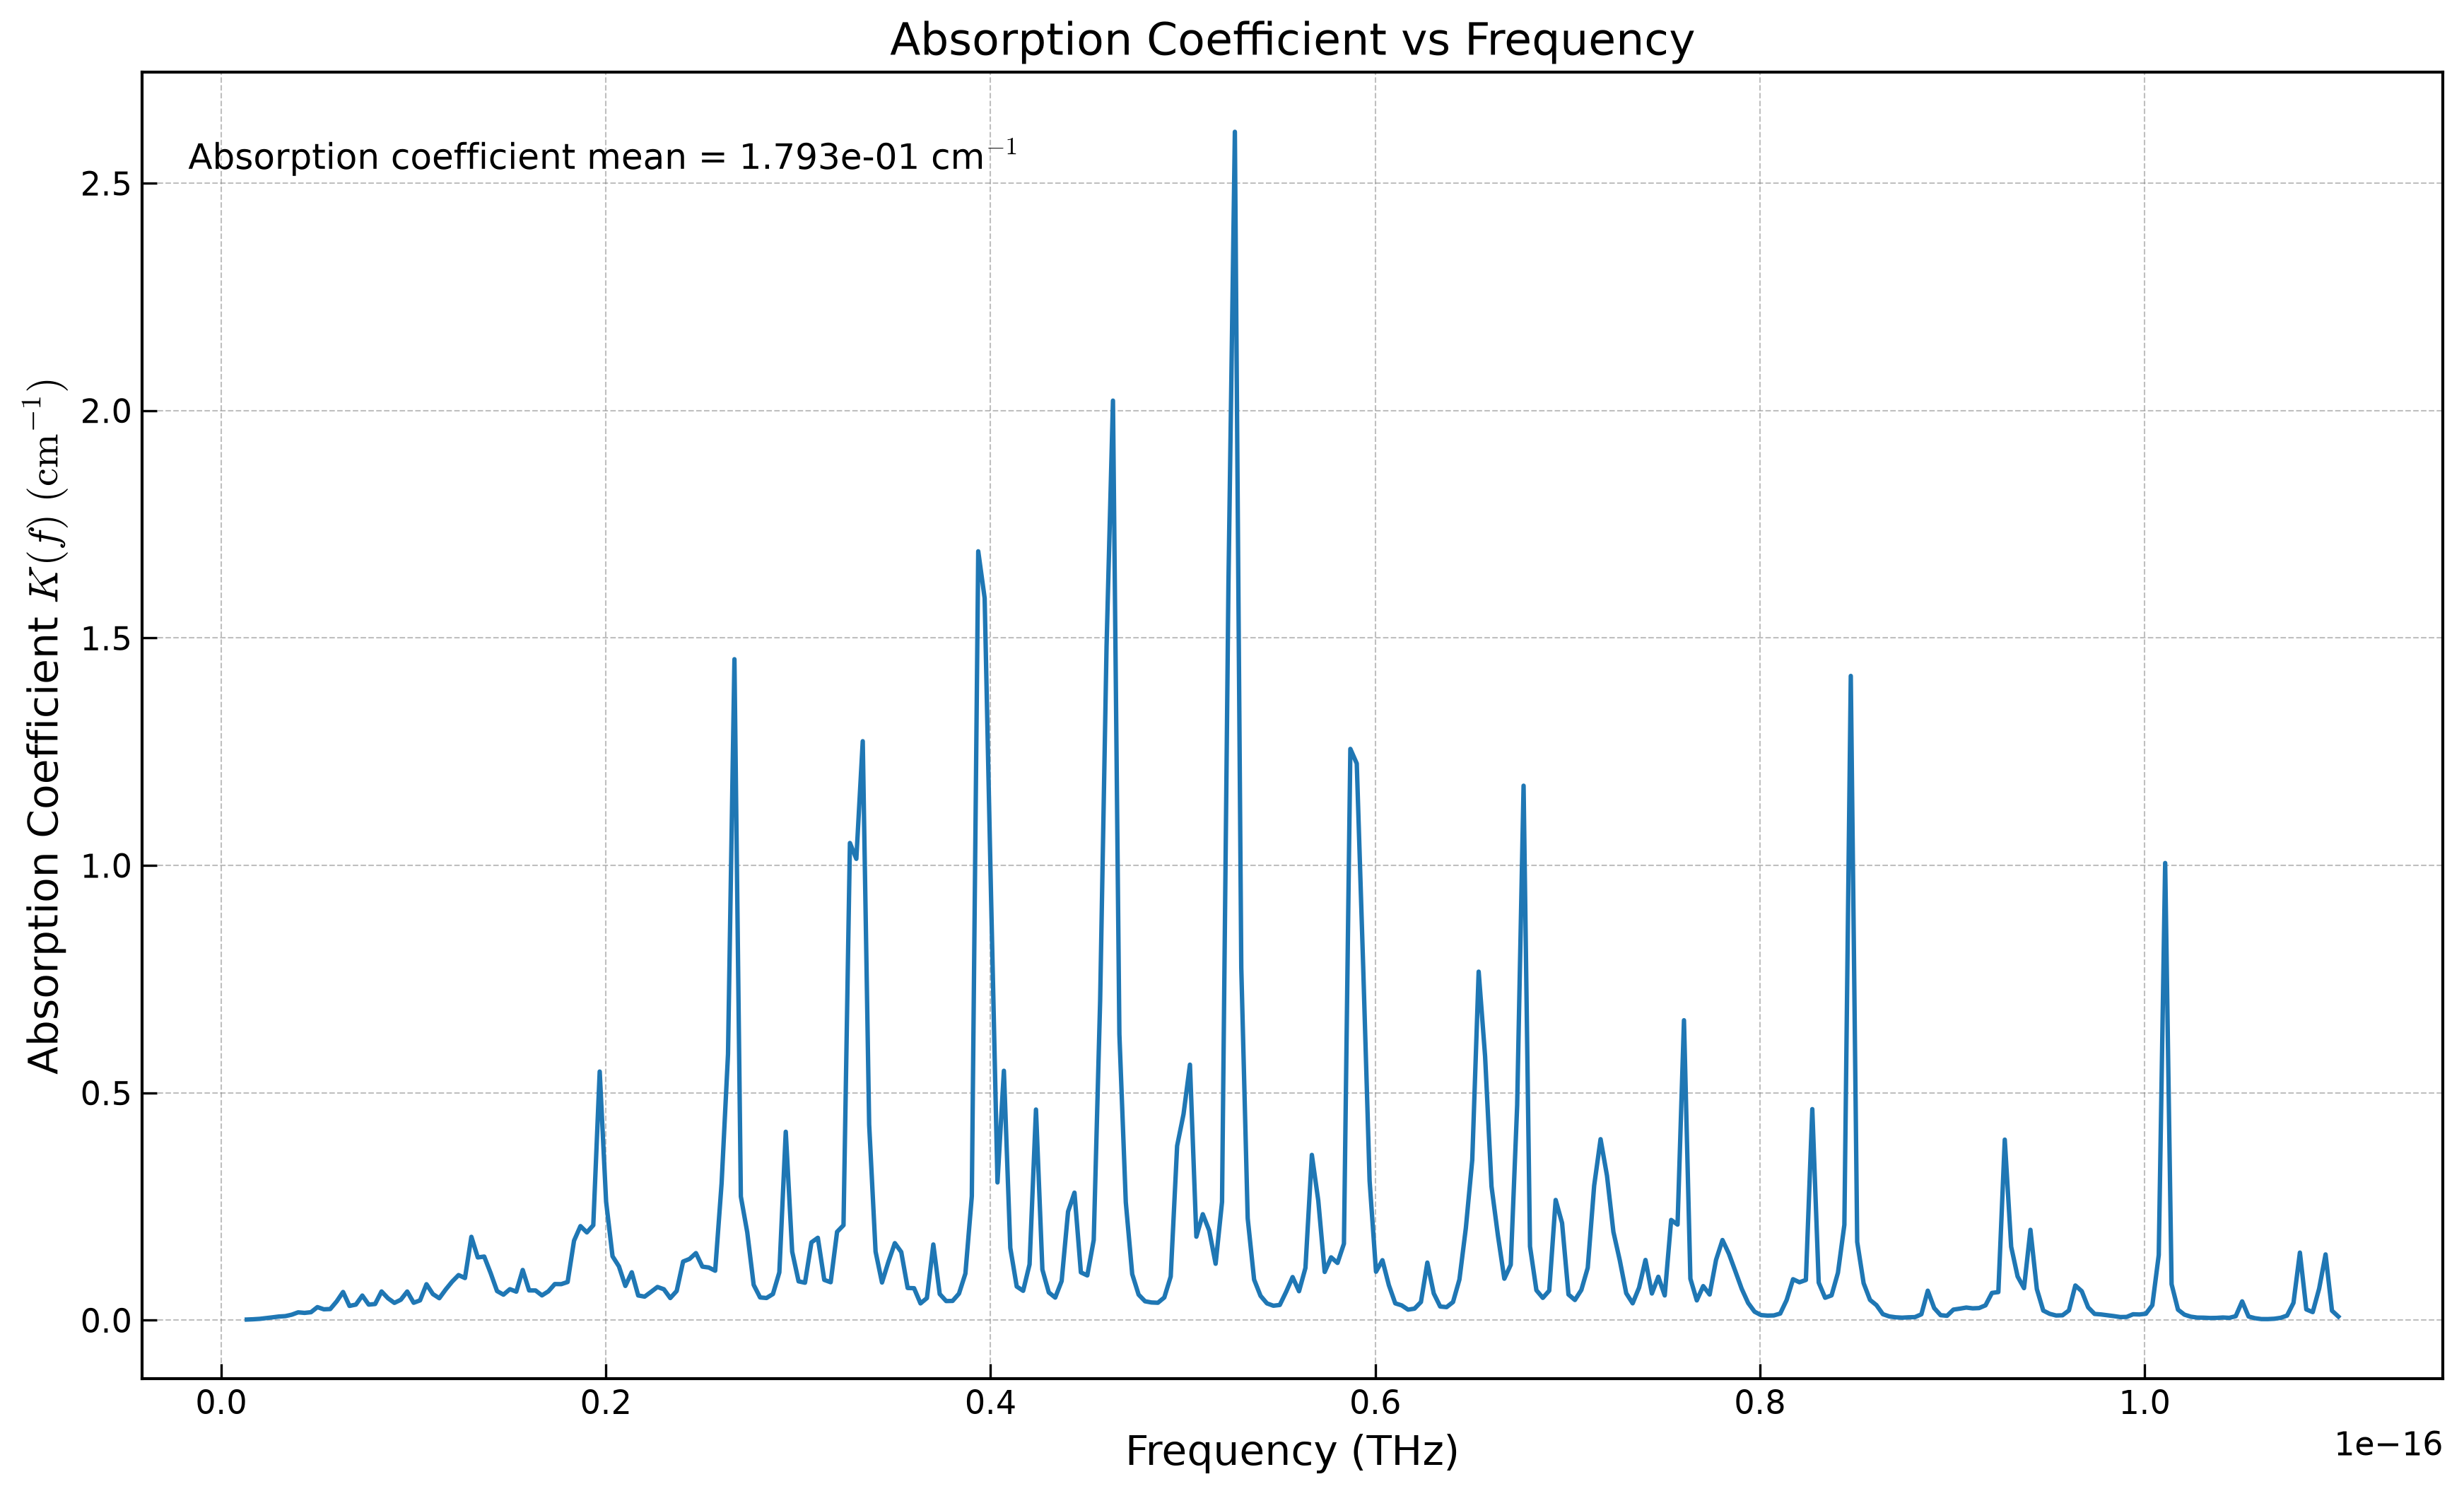 Absorption Coefficient vs Frequency
Absorption coefficient mean = 1.793e-01 cm⁻¹
Absorption Coefficient K(f) (cm⁻¹)
2.5
2.0
1.5
1.0
0.5
0.0
0.0 0.2 0.4 0.6 0.8 1.0
1e−16
Frequency (THz)